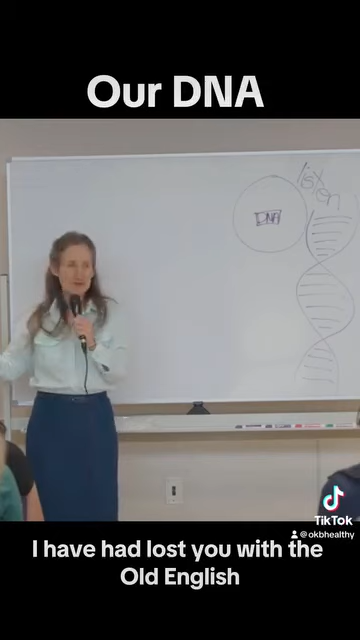 Our DNA
DNA
TikTok
@okbhealthy
I have had lost you with the
Old English